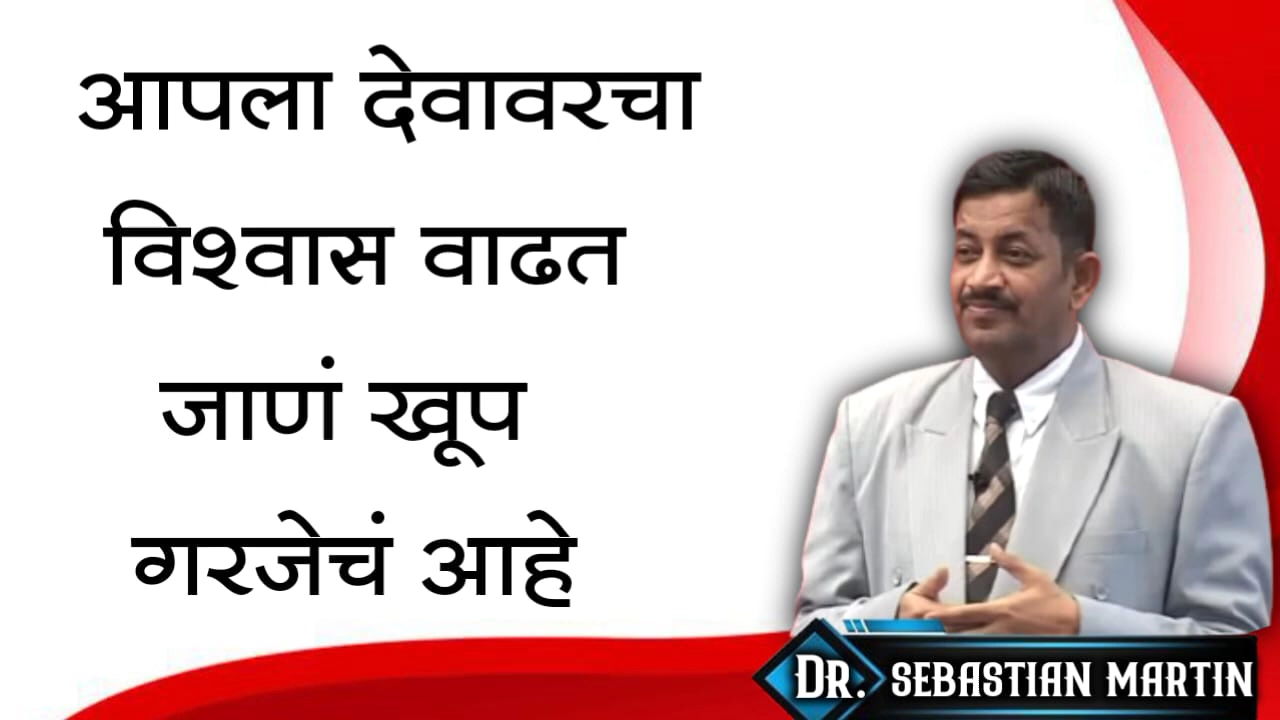 आपला देवावरचा
विश्वास वाढत
जाणं खूप
गरजेचं आहे
DR. SEBASTIAN MARTIN